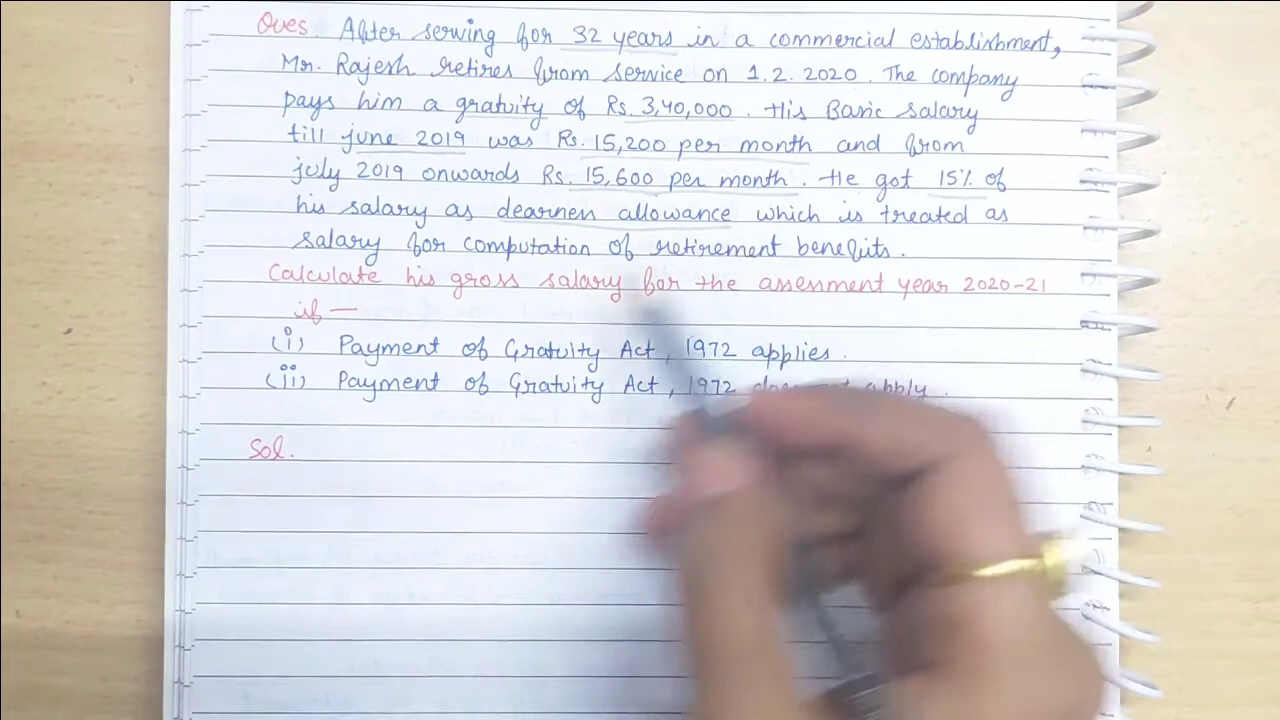 Ques. After serving for 32 years in a commercial establishment,
Mr. Rajesh retires from service on 1.2.2020. The company
pays him a gratuity of Rs. 3,40,000. His Basic salary
till june 2019 was Rs. 15,200 per month and from
july 2019 onwards Rs. 15,600 per month. He got 15% of
his salary as dearness allowance which is treated as
salary for computation of retirement benefits.
Calculate his gross salary for the assessment year 2020-21
if —
(i) Payment of Gratuity Act, 1972 applies.
(ii) Payment of Gratuity Act, 1972 apply.
Sol.